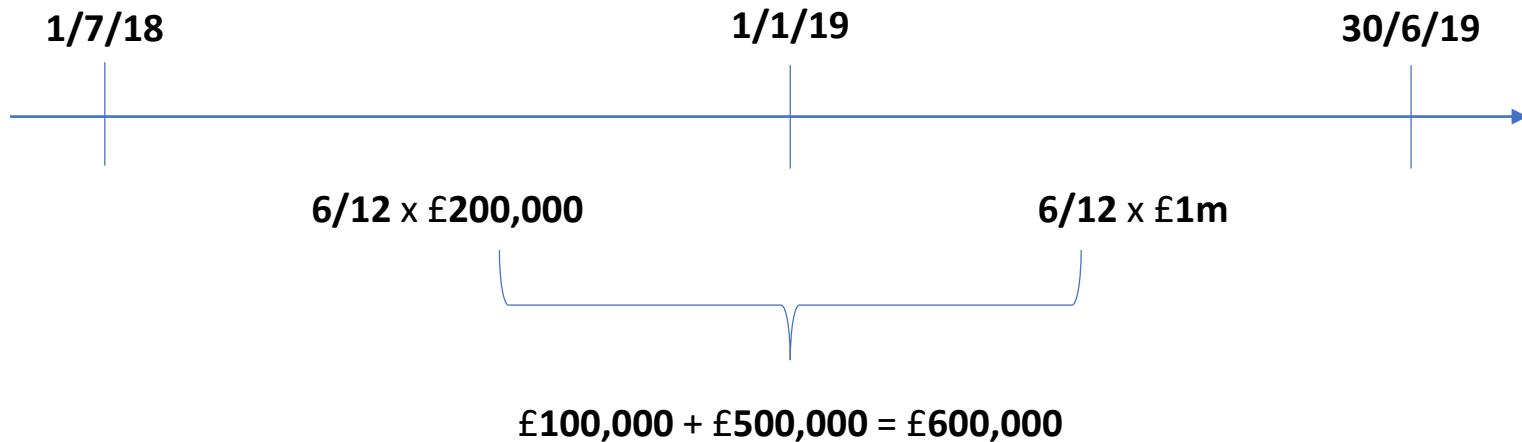 1/7/18 1/1/19 30/6/19
6/12 x £200,000 6/12 x £1m
£100,000 + £500,000 = £600,000